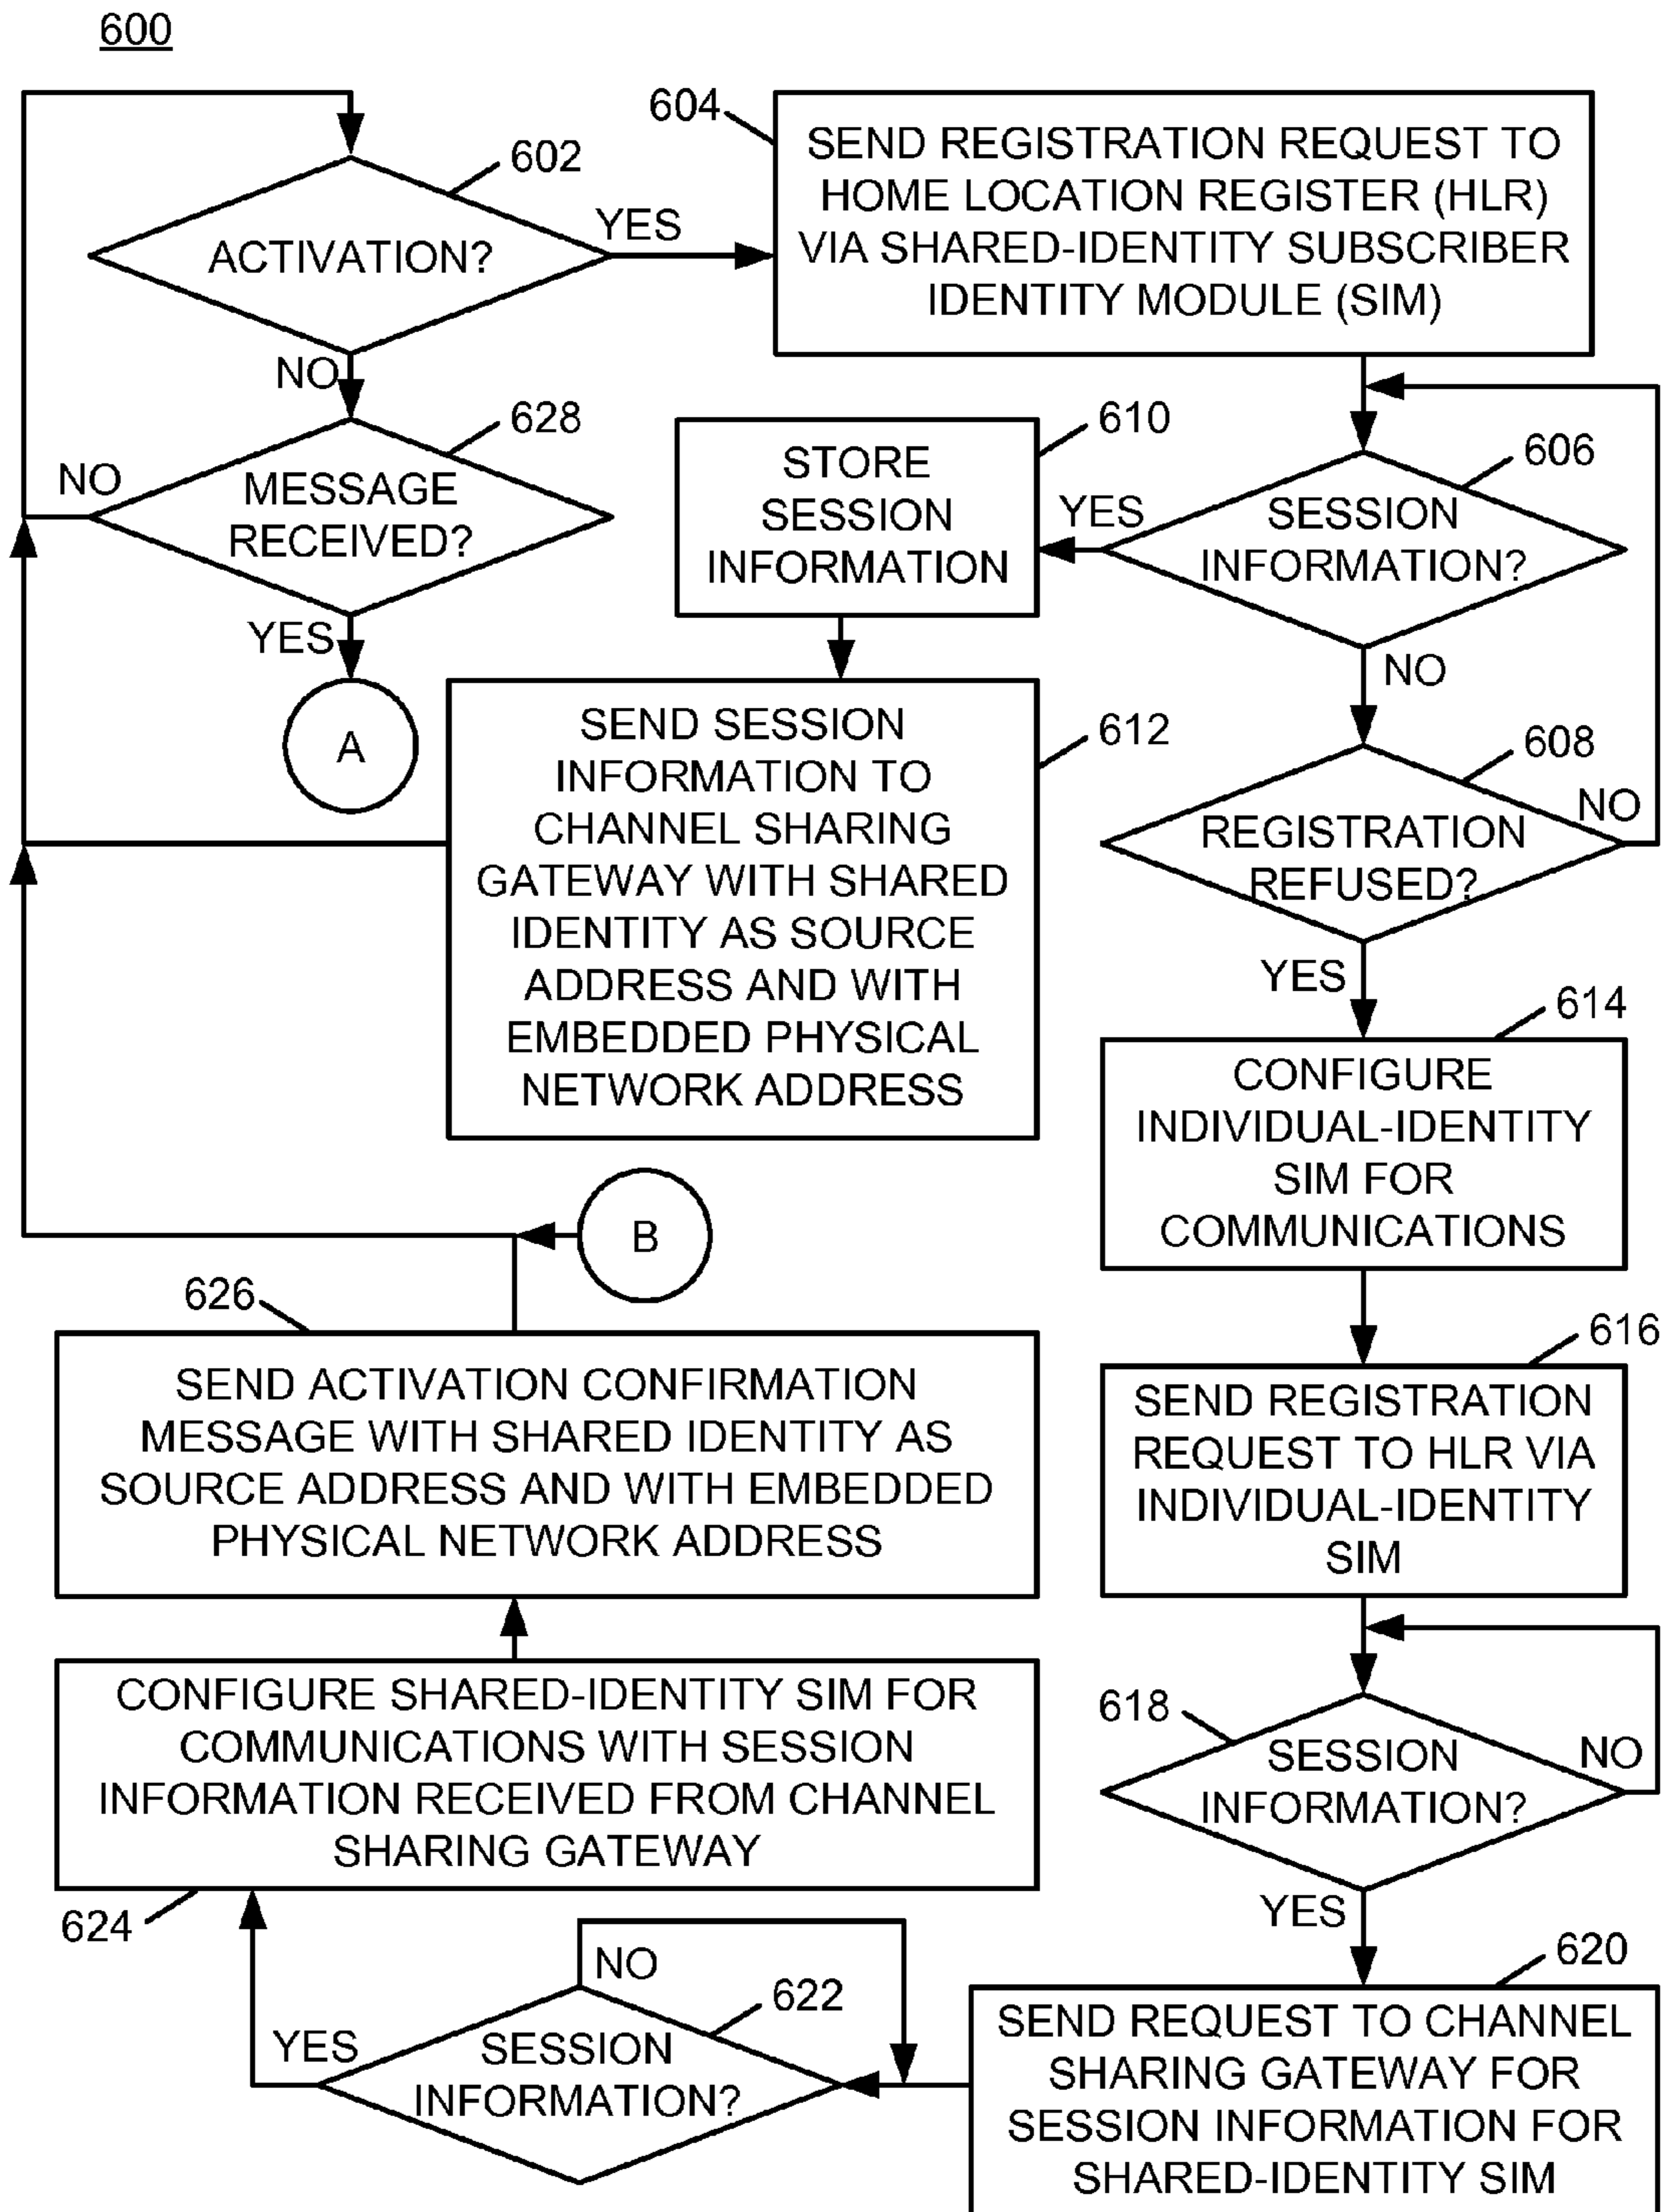 600
602
ACTIVATION?
YES
NO
604
SEND REGISTRATION REQUEST TO
HOME LOCATION REGISTER (HLR)
VIA SHARED-IDENTITY SUBSCRIBER
IDENTITY MODULE (SIM)
628
MESSAGE
RECEIVED?
NO
YES
A
610
STORE
SESSION
INFORMATION
606
SESSION
INFORMATION?
YES
NO
612
SEND SESSION
INFORMATION TO
CHANNEL SHARING
GATEWAY WITH SHARED
IDENTITY AS SOURCE
ADDRESS AND WITH
EMBEDDED PHYSICAL
NETWORK ADDRESS
608
REGISTRATION
REFUSED?
NO
YES
614
CONFIGURE
INDIVIDUAL-IDENTITY
SIM FOR
COMMUNICATIONS
B
616
SEND REGISTRATION
REQUEST TO HLR VIA
INDIVIDUAL-IDENTITY
SIM
626
SEND ACTIVATION CONFIRMATION
MESSAGE WITH SHARED IDENTITY AS
SOURCE ADDRESS AND WITH EMBEDDED
PHYSICAL NETWORK ADDRESS
618
SESSION
INFORMATION?
NO
YES
CONFIGURE SHARED-IDENTITY SIM FOR
COMMUNICATIONS WITH SESSION
INFORMATION RECEIVED FROM CHANNEL
SHARING GATEWAY
624
620
SEND REQUEST TO CHANNEL
SHARING GATEWAY FOR
SESSION INFORMATION FOR
SHARED-IDENTITY SIM
622
NO
YES
SESSION
INFORMATION?